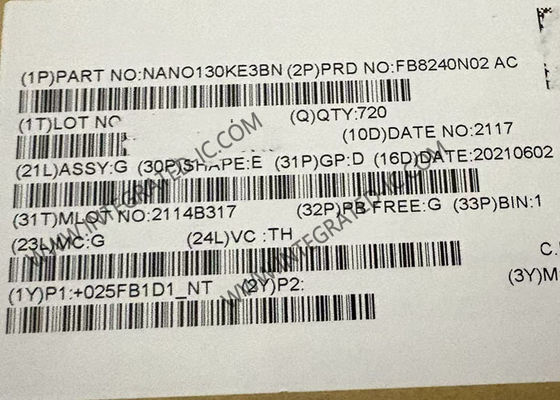 (1P)PART NO:NANO130KE3BN (2P)PRD NO:FB8240N02 AC
(1T)LOT NO (Q)QTY:720
(10D)DATE NO:2117
(21L)ASSY:G (30P)SHAPE:E (31P)GP:D (16D)DATE:20210602
(31T)MLOT NO:2114B317 (32P)PB FREE:G (33P)BIN:1
(23L)MC:G (24L)VC :TH
C.
(1Y)P1:+025FB1D1_NT (2Y)P2: (3Y)M
WWW.INTEGRATEDIC.COM
WWW.INTEGRATEDIC.COM